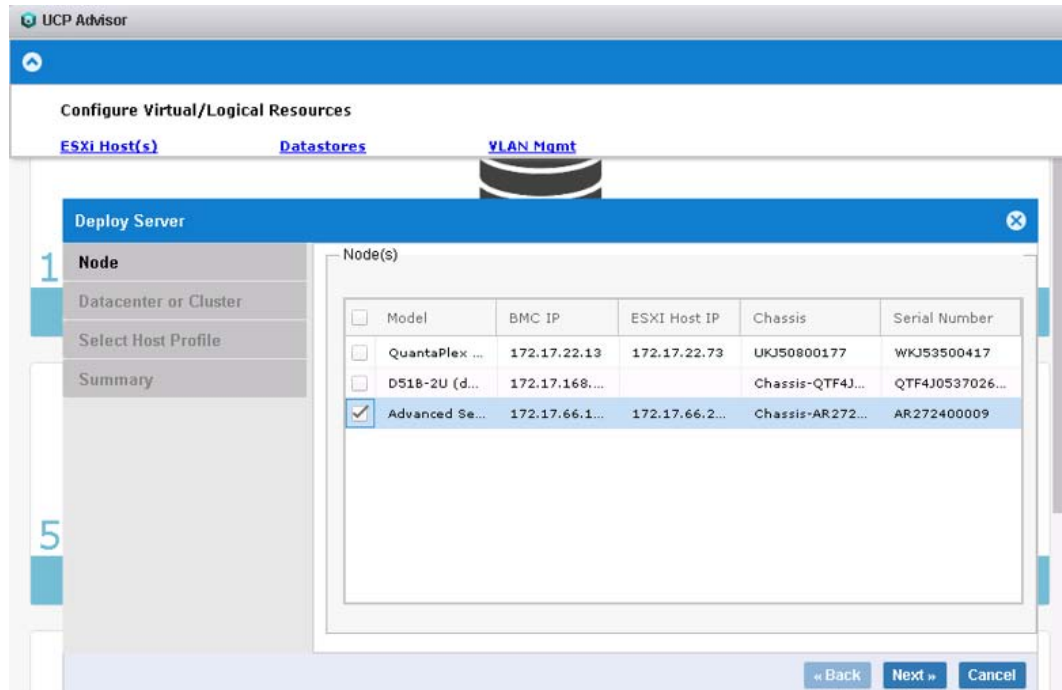 UCP Advisor
Configure Virtual/Logical Resources
ESXi Host(s) Datastores VLAN Mgmt
Deploy Server
1
Node
Datacenter or Cluster
Select Host Profile
Summary
Node(s)
Model BMC IP ESXI Host IP Chassis Serial Number
QuantaPlex ... 172.17.22.13 172.17.22.73 UKJ50800177 WKJ53500417
D51B-2U (d... 172.17.168.... Chassis-QTF4J... QTF4J0537026...
Advanced Se... 172.17.66.1... 172.17.66.2... Chassis-AR272... AR272400009
5
« Back Next » Cancel